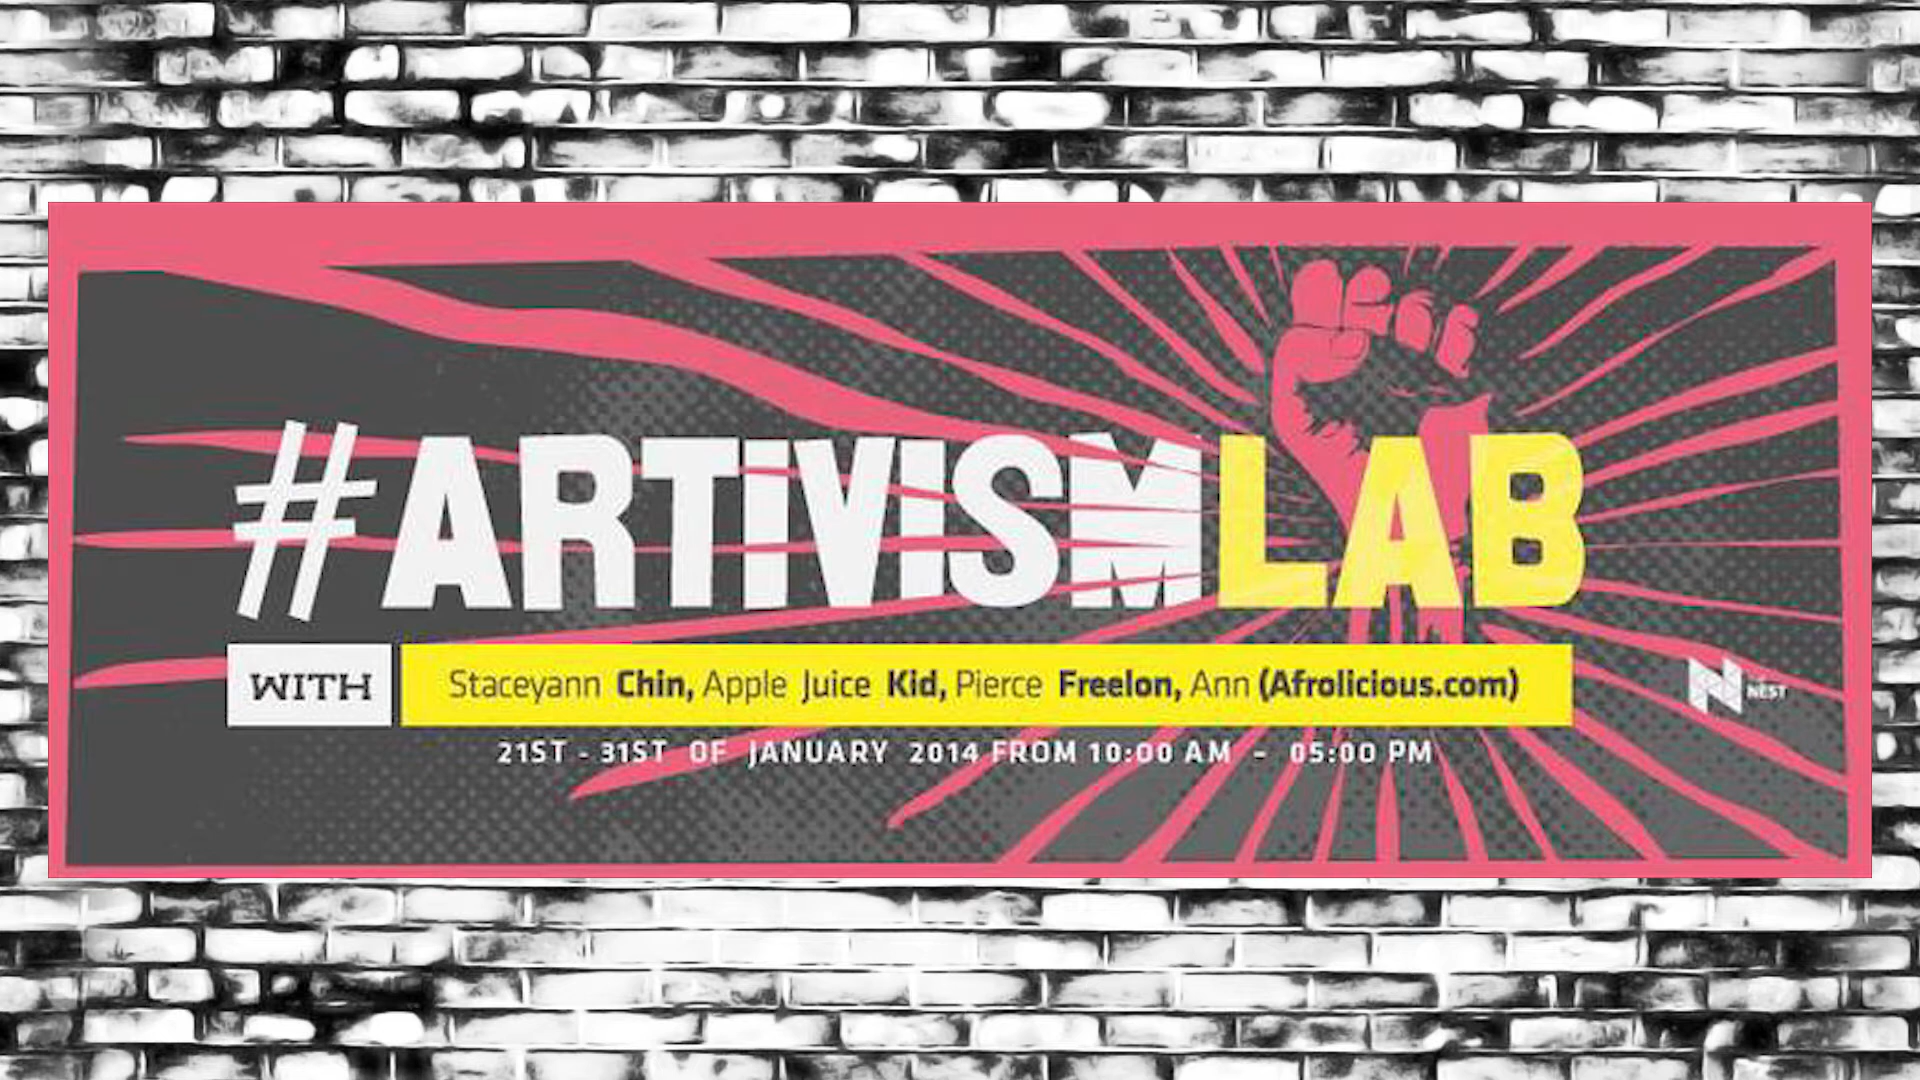 #ARTiVISMLAB
WITH Staceyann Chin, Apple Juice Kid, Pierce Freelon, Ann (Afrolicious.com)
21ST - 31ST OF JANUARY 2014 FROM 10:00 AM - 05:00 PM
NEST